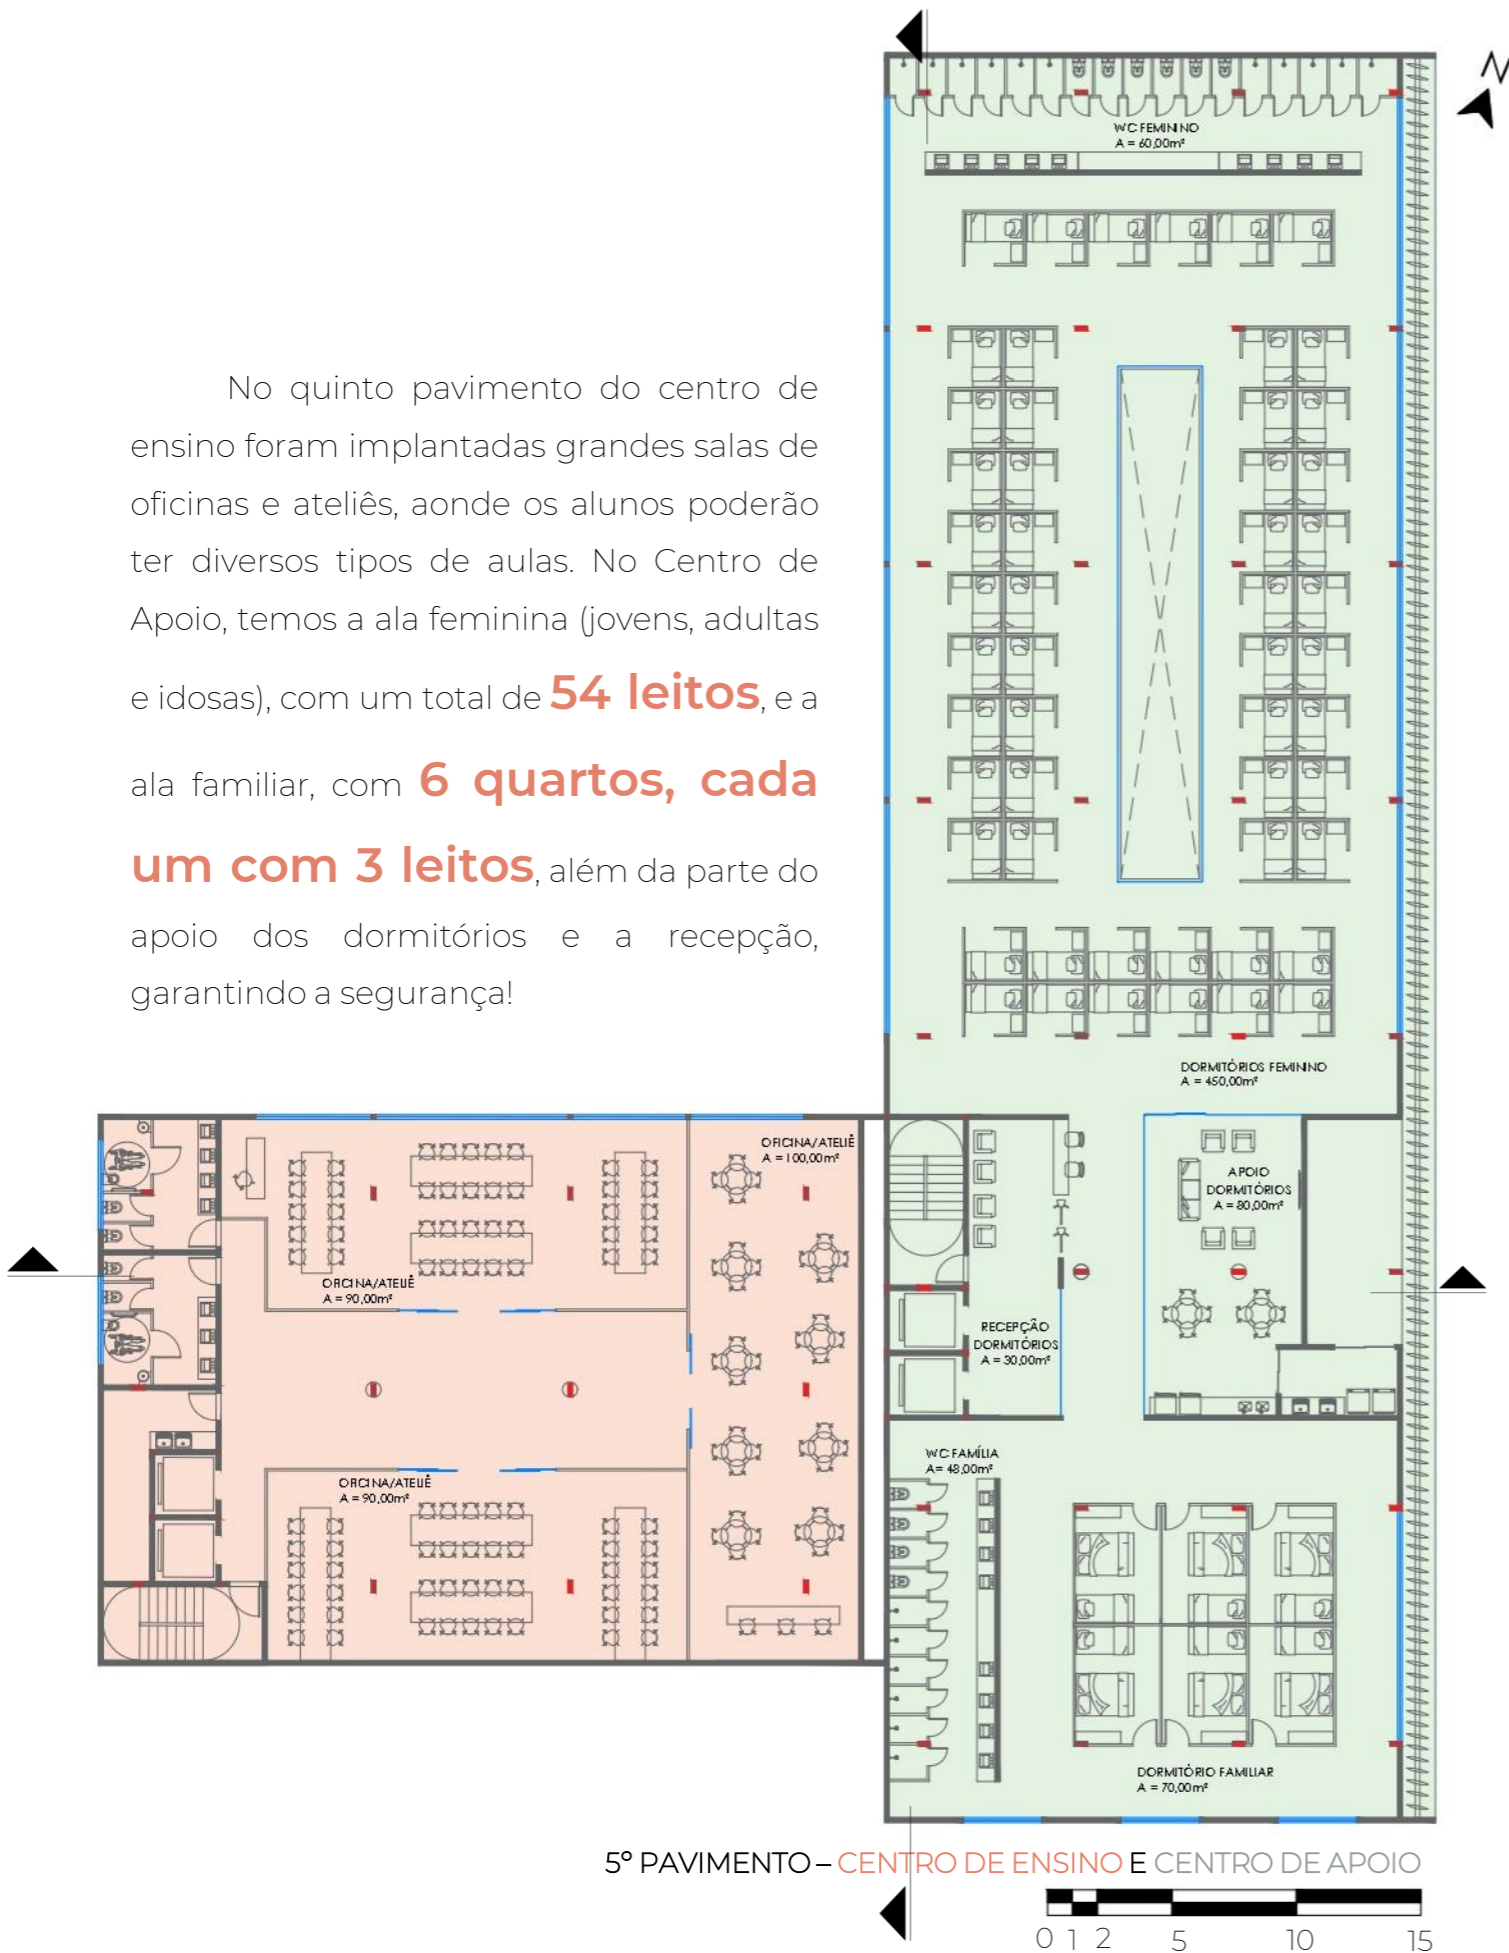 N
WC FEMININO
A = 60,00m²
No quinto pavimento do centro de
ensino foram implantadas grandes salas de
oficinas e ateliês, aonde os alunos poderão
ter diversos tipos de aulas. No Centro de
Apoio, temos a ala feminina (jovens, adultas
e idosas), com um total de 54 leitos, e a
ala familiar, com 6 quartos, cada
um com 3 leitos, além da parte do
apoio dos dormitórios e a recepção,
garantindo a segurança!
DORMITÓRIOS FEMININO
A = 450,00m²
OFICINA/ATELIÊ
A = 100,00m²
APOIO
DORMITÓRIOS
A = 80,00m²
OFICINA/ATELIÊ
A = 90,00m²
RECEPÇÃO
DORMITÓRIOS
A = 30,00m²
WC FAMÍLIA
A= 48,00m²
OFICINA/ATELIÊ
A = 90,00m²
DORMITÓRIO FAMILIAR
A = 70,00m²
5º PAVIMENTO – CENTRO DE ENSINO E CENTRO DE APOIO
0 1 2 5 10 15